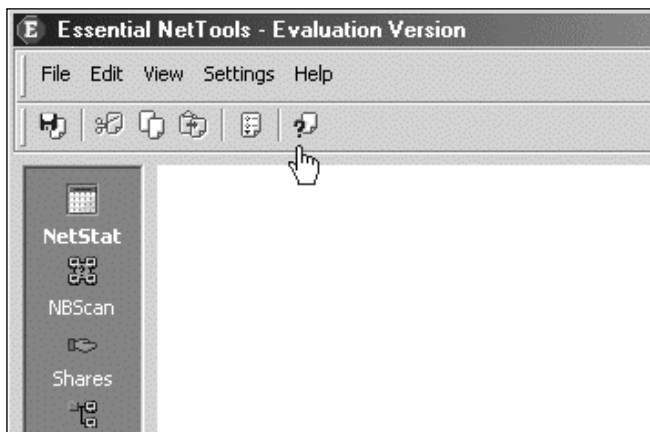 E Essential NetTools - Evaluation Version
File Edit View Settings Help
NetStat
NBScan
Shares